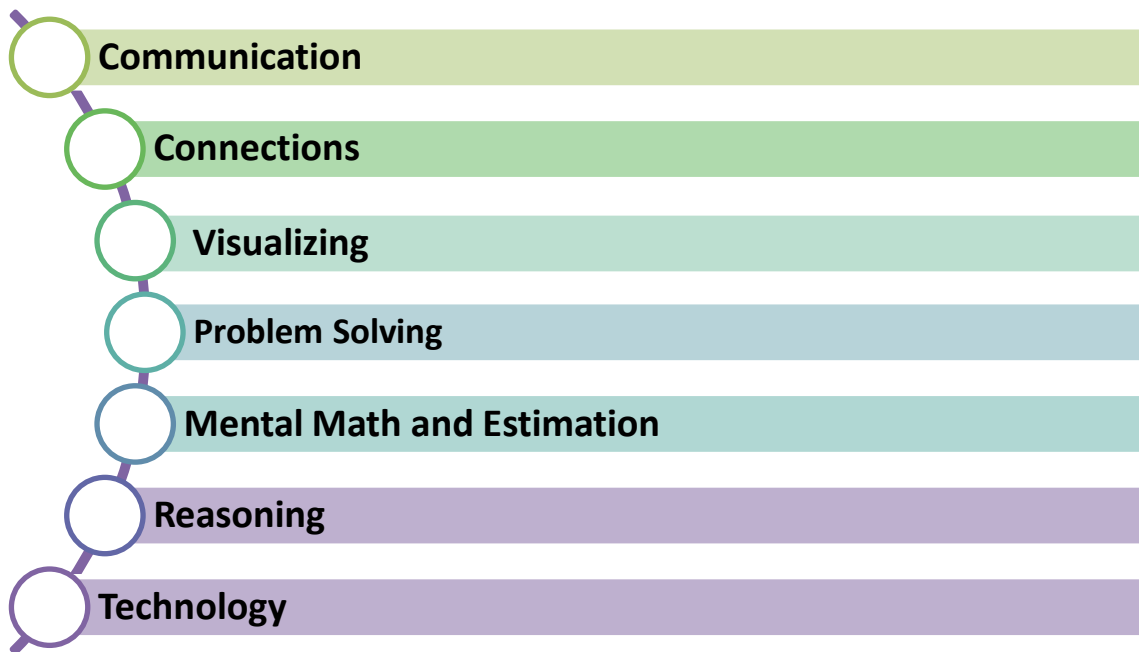 Communication
Connections
Visualizing
Problem Solving
Mental Math and Estimation
Reasoning
Technology